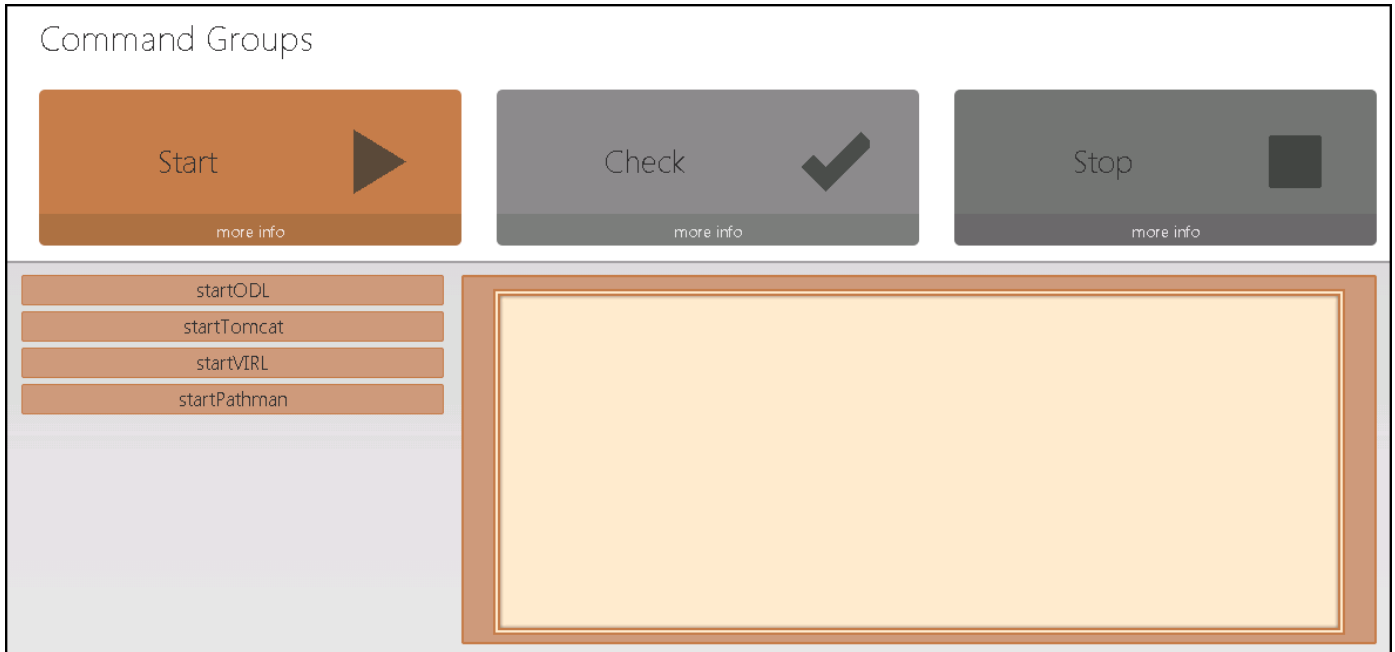 Command Groups
Start
Check
Stop
more info
more info
more info
startODL
startTomcat
startVIRL
startPathman